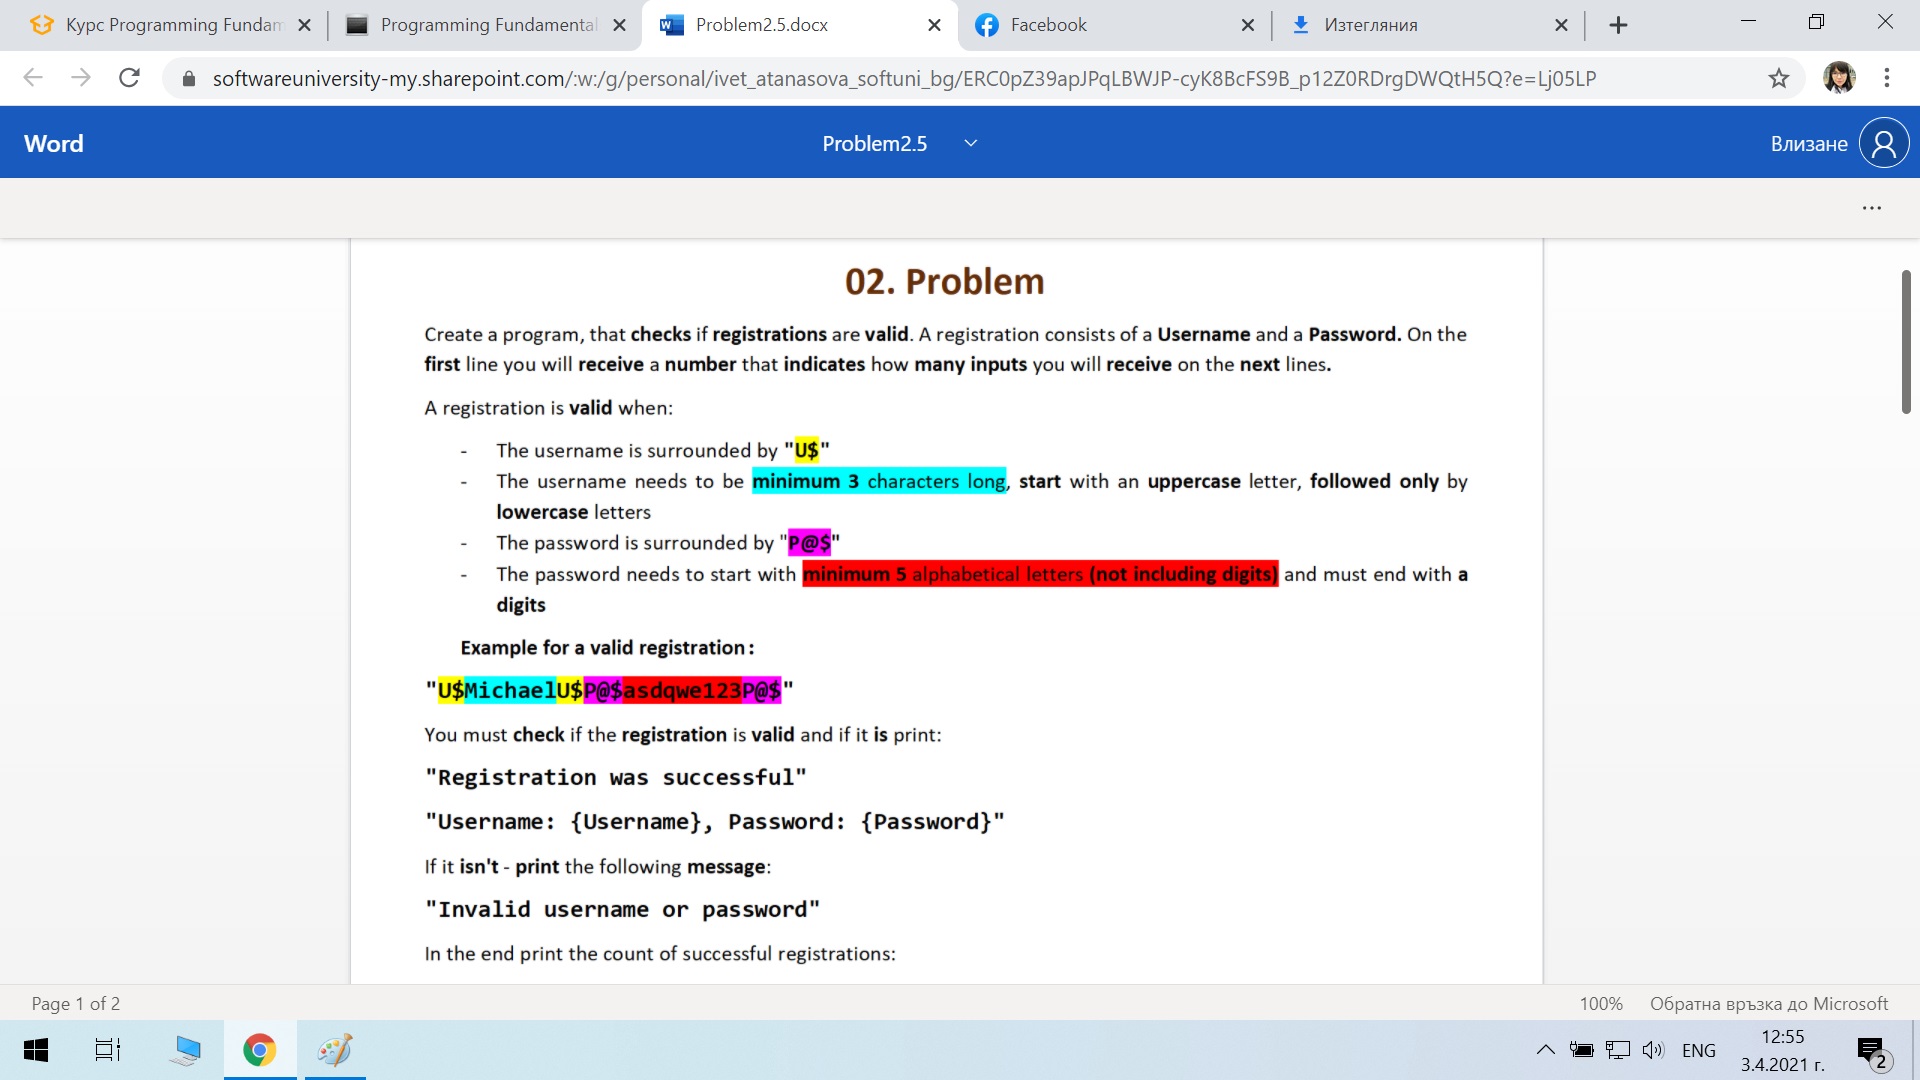 Курс Programming Fundam
Programming Fundamental
Problem2.5.docx
Facebook
Изтегляния
softwareuniversity-my.sharepoint.com/:w:/g/personal/ivet_atanasova_softuni_bg/ERC0pZ39apJPqLBWJP-cyK8BcFS9B_p12Z0RDrgDWQtH5Q?e=Lj05LP
Word
Problem2.5
Влизане
02. Problem
Create a program, that checks if registrations are valid. A registration consists of a Username and a Password. On the
first line you will receive a number that indicates how many inputs you will receive on the next lines.
A registration is valid when:
- The username is surrounded by "U$"
- The username needs to be minimum 3 characters long, start with an uppercase letter, followed only by
lowercase letters
- The password is surrounded by "P@$"
- The password needs to start with minimum 5 alphabetical letters (not including digits) and must end with a
digits
Example for a valid registration:
"U$MichaelU$P@$asdqwe123P@$"
You must check if the registration is valid and if it is print:
"Registration was successful"
"Username: {Username}, Password: {Password}"
If it isn't - print the following message:
"Invalid username or password"
In the end print the count of successful registrations:
Page 1 of 2
100%
Обратна връзка до Microsoft
ENG
12:55
3.4.2021 г.
2